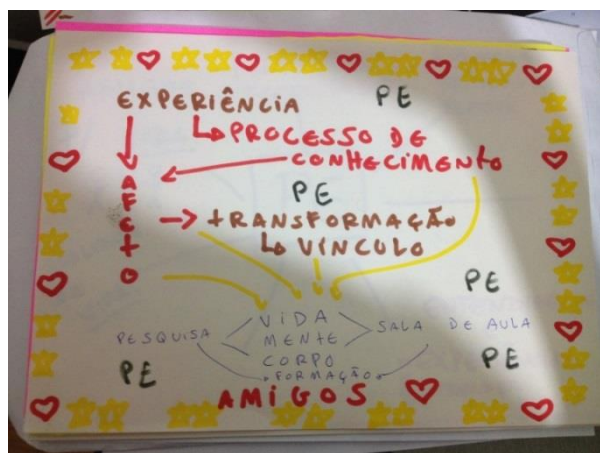 EXPERIÊNCIA PE
↳ PROCESSO DE
CONHECIMENTO
AFETO
PE
→ TRANSFORMAÇÃO
↳ VÍNCULO
PE
VIDA
PESQUISA MENTE SALA DE AULA
CORPO
PE FORMAÇÃO PE
AMIGOS